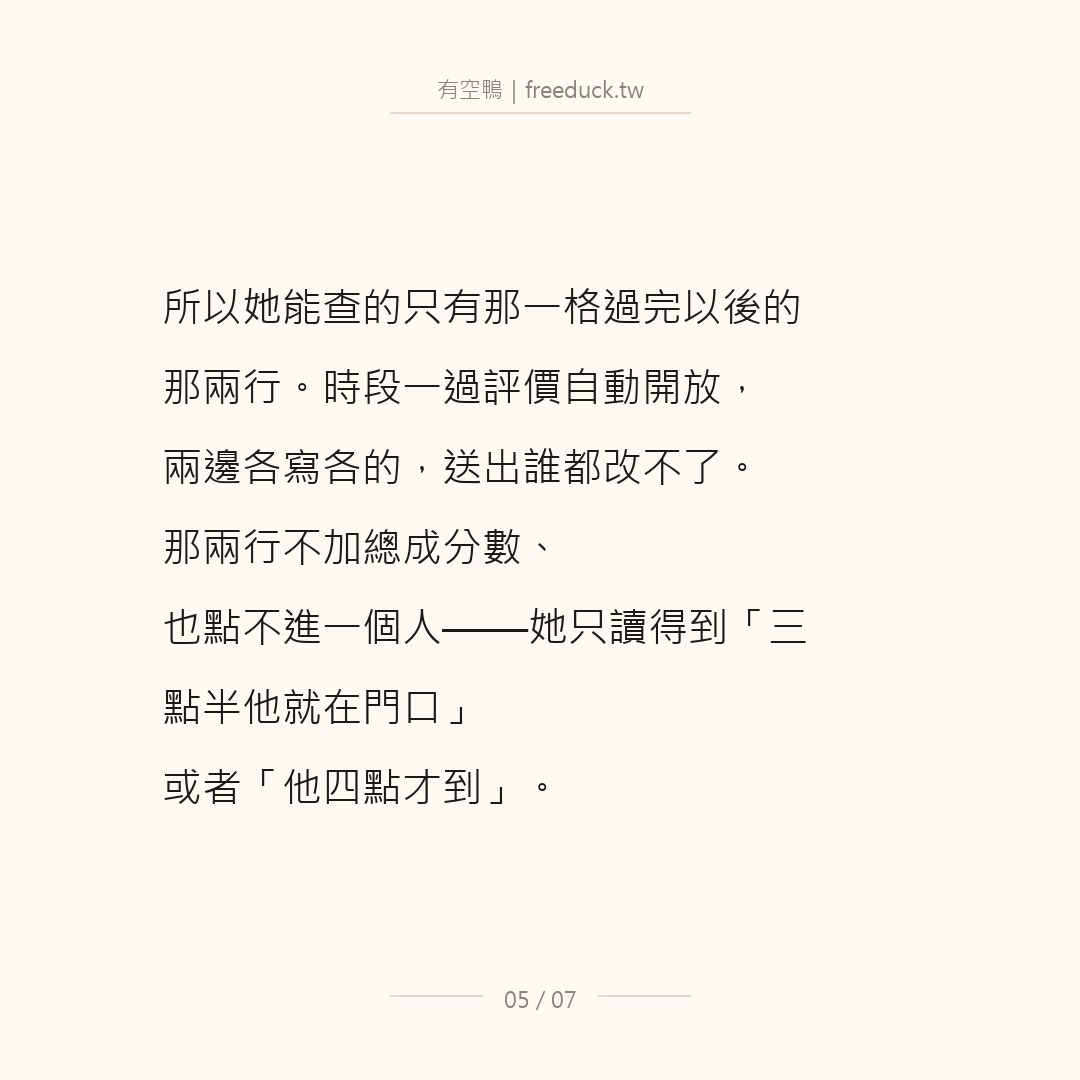 有空鴨 | freeduck.tw
所以她能查的只有那一格過完以後的
那兩行。時段一過評價自動開放，
兩邊各寫各的，送出誰都改不了。
那兩行不加總成分數、
也點不進一個人——她只讀得到「三
點半他就在門口」
或者「他四點才到」。
05 / 07